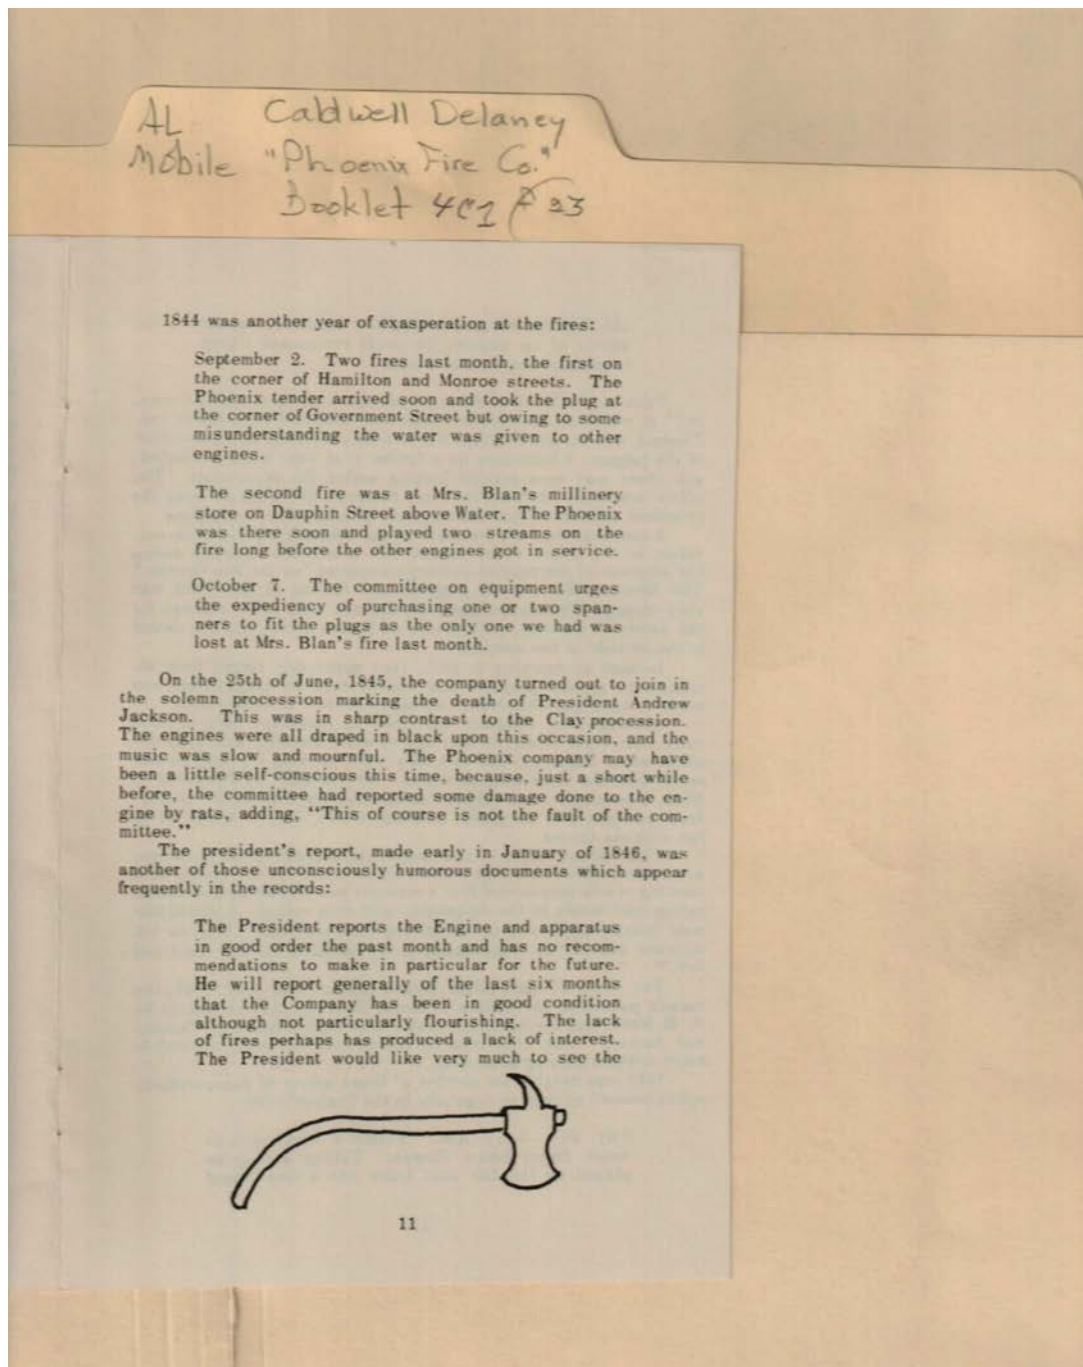 AL Caldwell Delaney
Mobile "Phoenix Fire Co."
Booklet 4C1 23
1844 was another year of exasperation at the fires:
September 2. Two fires last month, the first on
the corner of Hamilton and Monroe streets. The
Phoenix tender arrived soon and took the plug at
the corner of Government Street but owing to some
misunderstanding the water was given to other
engines.
The second fire was at Mrs. Blan's millinery
store on Dauphin Street above Water. The Phoenix
was there soon and played two streams on the
fire long before the other engines got in service.
October 7. The committee on equipment urges
the expediency of purchasing one or two span-
ners to fit the plugs as the only one we had was
lost at Mrs. Blan's fire last month.
On the 25th of June, 1845, the company turned out to join in
the solemn procession marking the death of President Andrew
Jackson. This was in sharp contrast to the Clay procession.
The engines were all draped in black upon this occasion, and the
music was slow and mournful. The Phoenix company may have
been a little self-conscious this time, because, just a short while
before, the committee had reported some damage done to the en-
gine by rats, adding, "This of course is not the fault of the com-
mittee."
The president's report, made early in January of 1846, was
another of those unconsciously humorous documents which appear
frequently in the records:
The President reports the Engine and apparatus
in good order the past month and has no recom-
mendations to make in particular for the future.
He will report generally of the last six months
that the Company has been in good condition
although not particularly flourishing. The lack
of fires perhaps has produced a lack of interest.
The President would like very much to see the
11